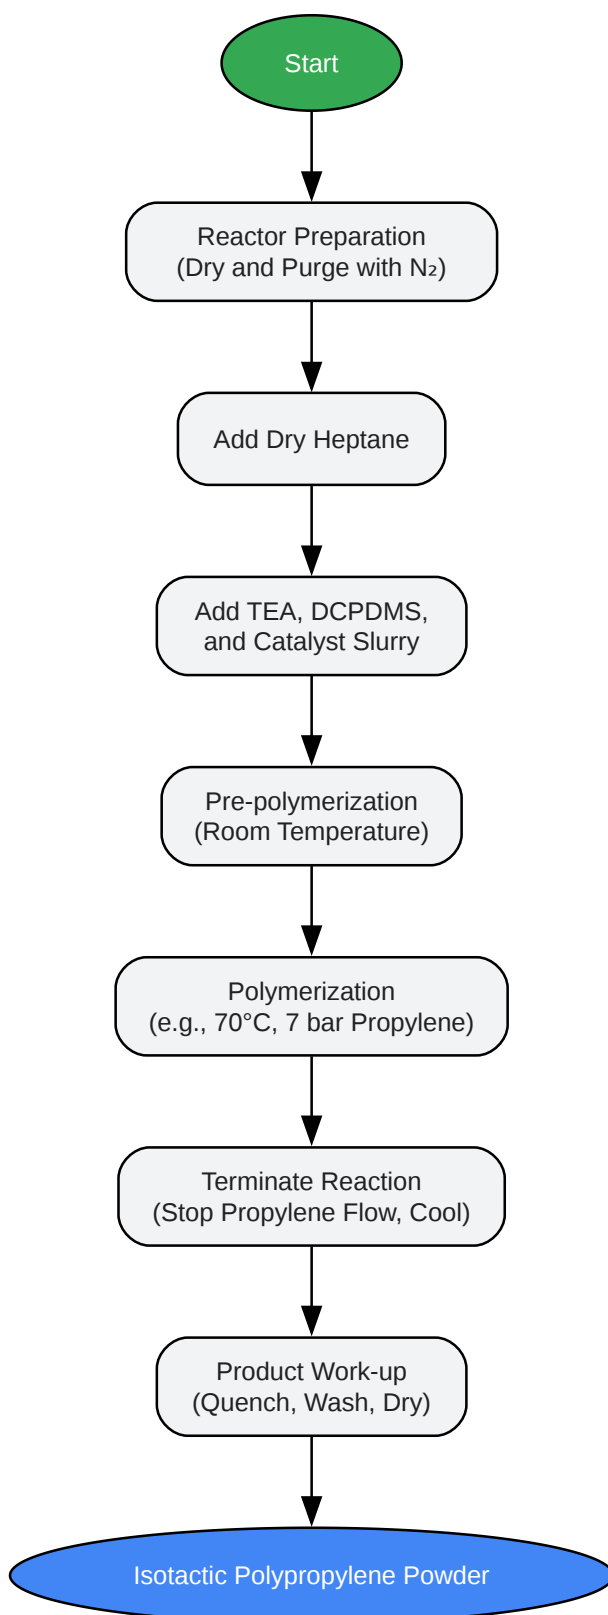 Start
Reactor Preparation
(Dry and Purge with N₂)
Add Dry Heptane
Add TEA, DCPDMS,
and Catalyst Slurry
Pre-polymerization
(Room Temperature)
Polymerization
(e.g., 70°C, 7 bar Propylene)
Terminate Reaction
(Stop Propylene Flow, Cool)
Product Work-up
(Quench, Wash, Dry)
Isotactic Polypropylene Powder